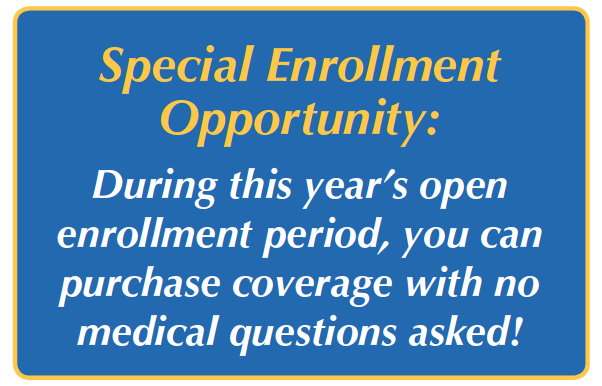 Special Enrollment
Opportunity:
During this year’s open
enrollment period, you can
purchase coverage with no
medical questions asked!